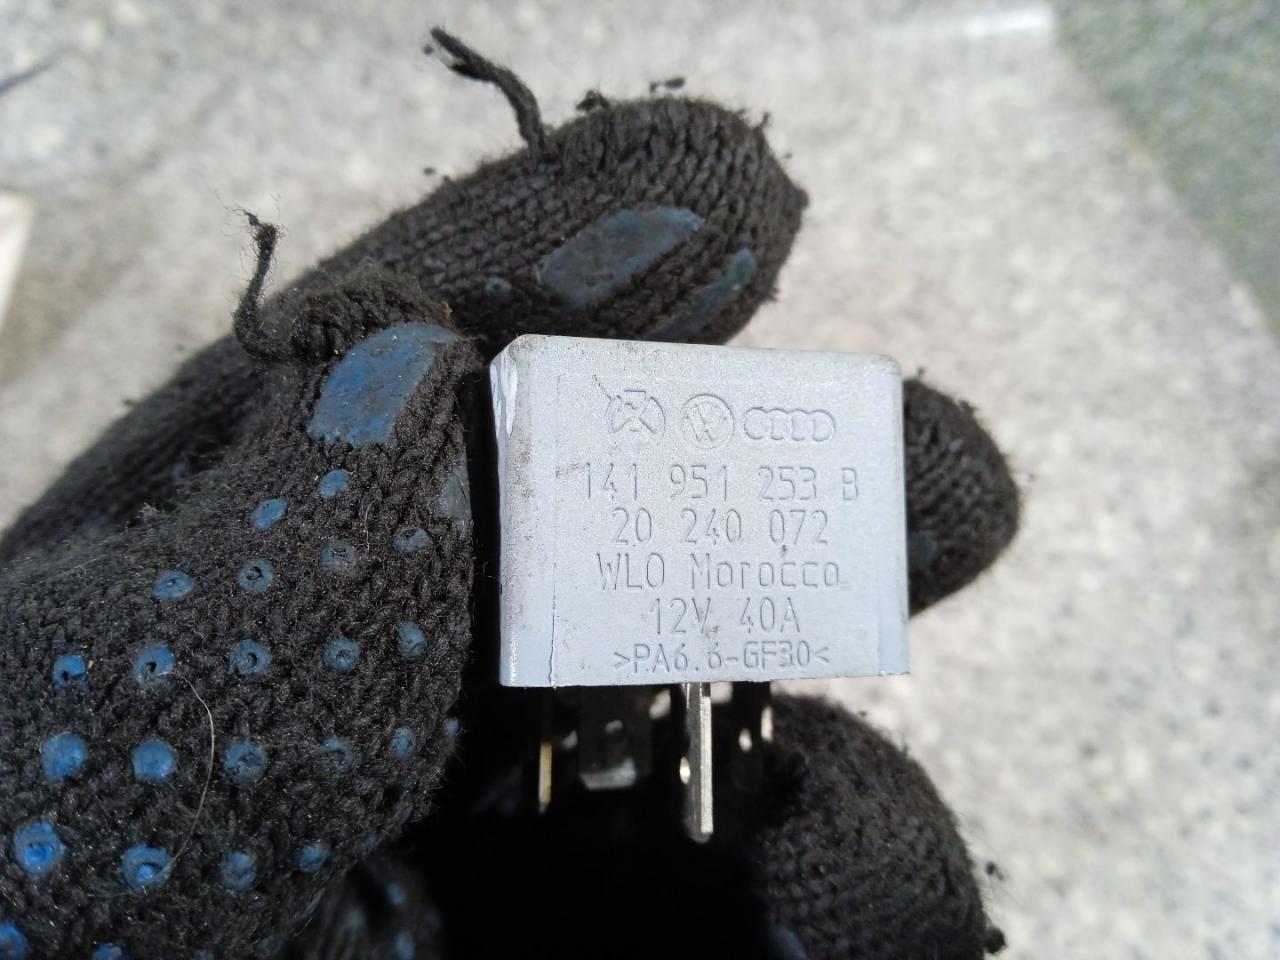 141 951 253 B
20 240 072
WLO Morocco
12V 40A
>PA6.6-GF30<